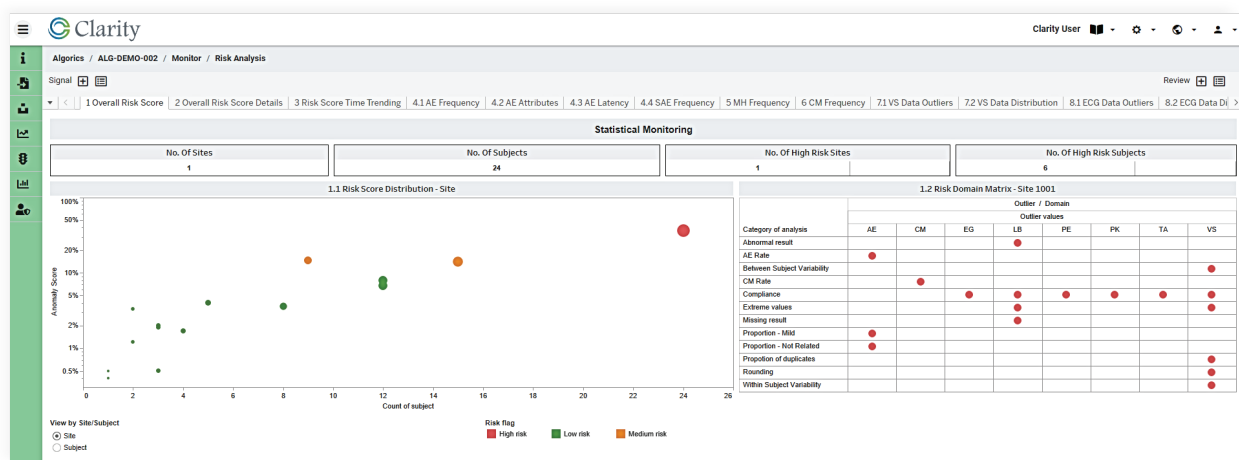 Clarity
Clarity User
Algorics / ALG-DEMO-002 / Monitor / Risk Analysis
Signal
Review
1 Overall Risk Score
2 Overall Risk Score Details
3 Risk Score Time Trending
4.1 AE Frequency
4.2 AE Attributes
4.3 AE Latency
4.4 SAE Frequency
5 MH Frequency
6 CM Frequency
7.1 VS Data Outliers
7.2 VS Data Distribution
8.1 ECG Data Outliers
8.2 ECG Data Di
Statistical Monitoring
No. Of Sites
1
No. Of Subjects
24
No. Of High Risk Sites
1
No. Of High Risk Subjects
6
1.1 Risk Score Distribution - Site
100%
50%
20%
10%
5%
2%
1%
0.5%
Anomaly Score
0 2 4 6 8 10 12 14 16 18 20 22 24 26
Count of subject
1.2 Risk Domain Matrix - Site 1001
Outlier / Domain
Outlier values
Category of analysis AE CM EG LB PE PK TA VS
Abnormal result
AE Rate
Between Subject Variability
CM Rate
Compliance
Extreme values
Missing result
Proportion - Mild
Proportion - Not Related
Propotion of duplicates
Rounding
Within Subject Variability
View by Site/Subject
Site
Subject
Risk flag
High risk Low risk Medium risk